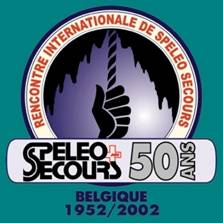 RENCONTRE INTERNATIONALE DE SPELEO SECOURS
SPELEO
SECOURS
50 ANS
BELGIQUE
1952/2002